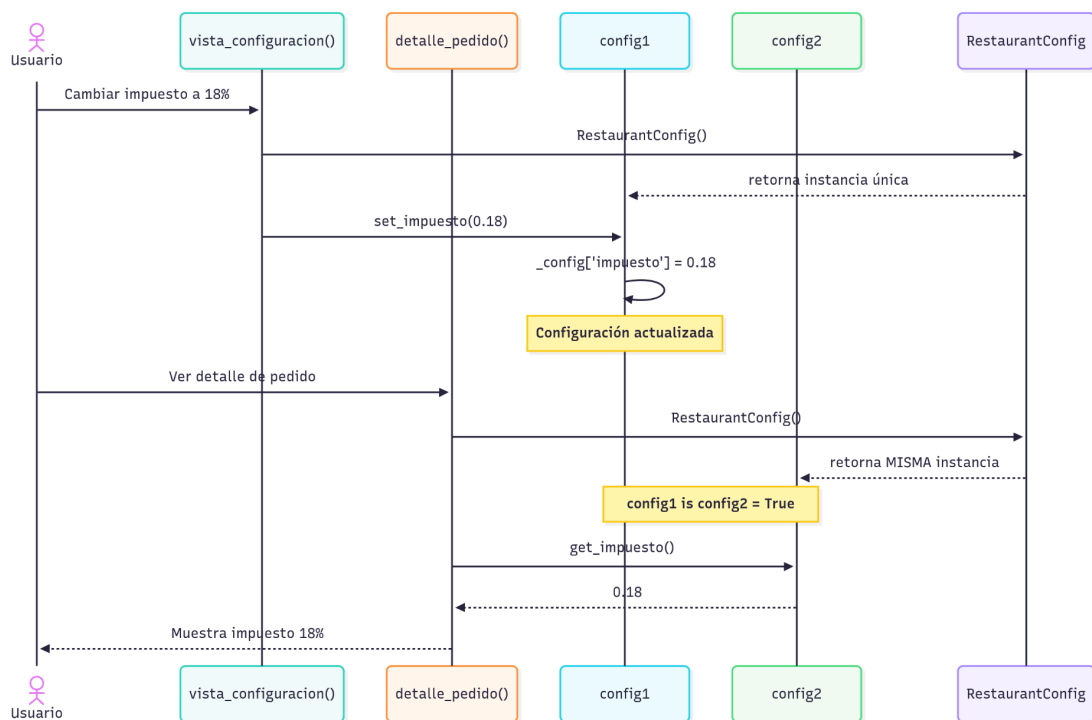 Usuario
vista_configuracion()
detalle_pedido()
config1
config2
RestaurantConfig
Cambiar impuesto a 18%
RestaurantConfig()
retorna instancia única
set_impuesto(0.18)
_config['impuesto'] = 0.18
Configuración actualizada
Ver detalle de pedido
RestaurantConfig()
retorna MISMA instancia
config1 is config2 = True
get_impuesto()
0.18
Muestra impuesto 18%
Usuario
vista_configuracion()
detalle_pedido()
config1
config2
RestaurantConfig